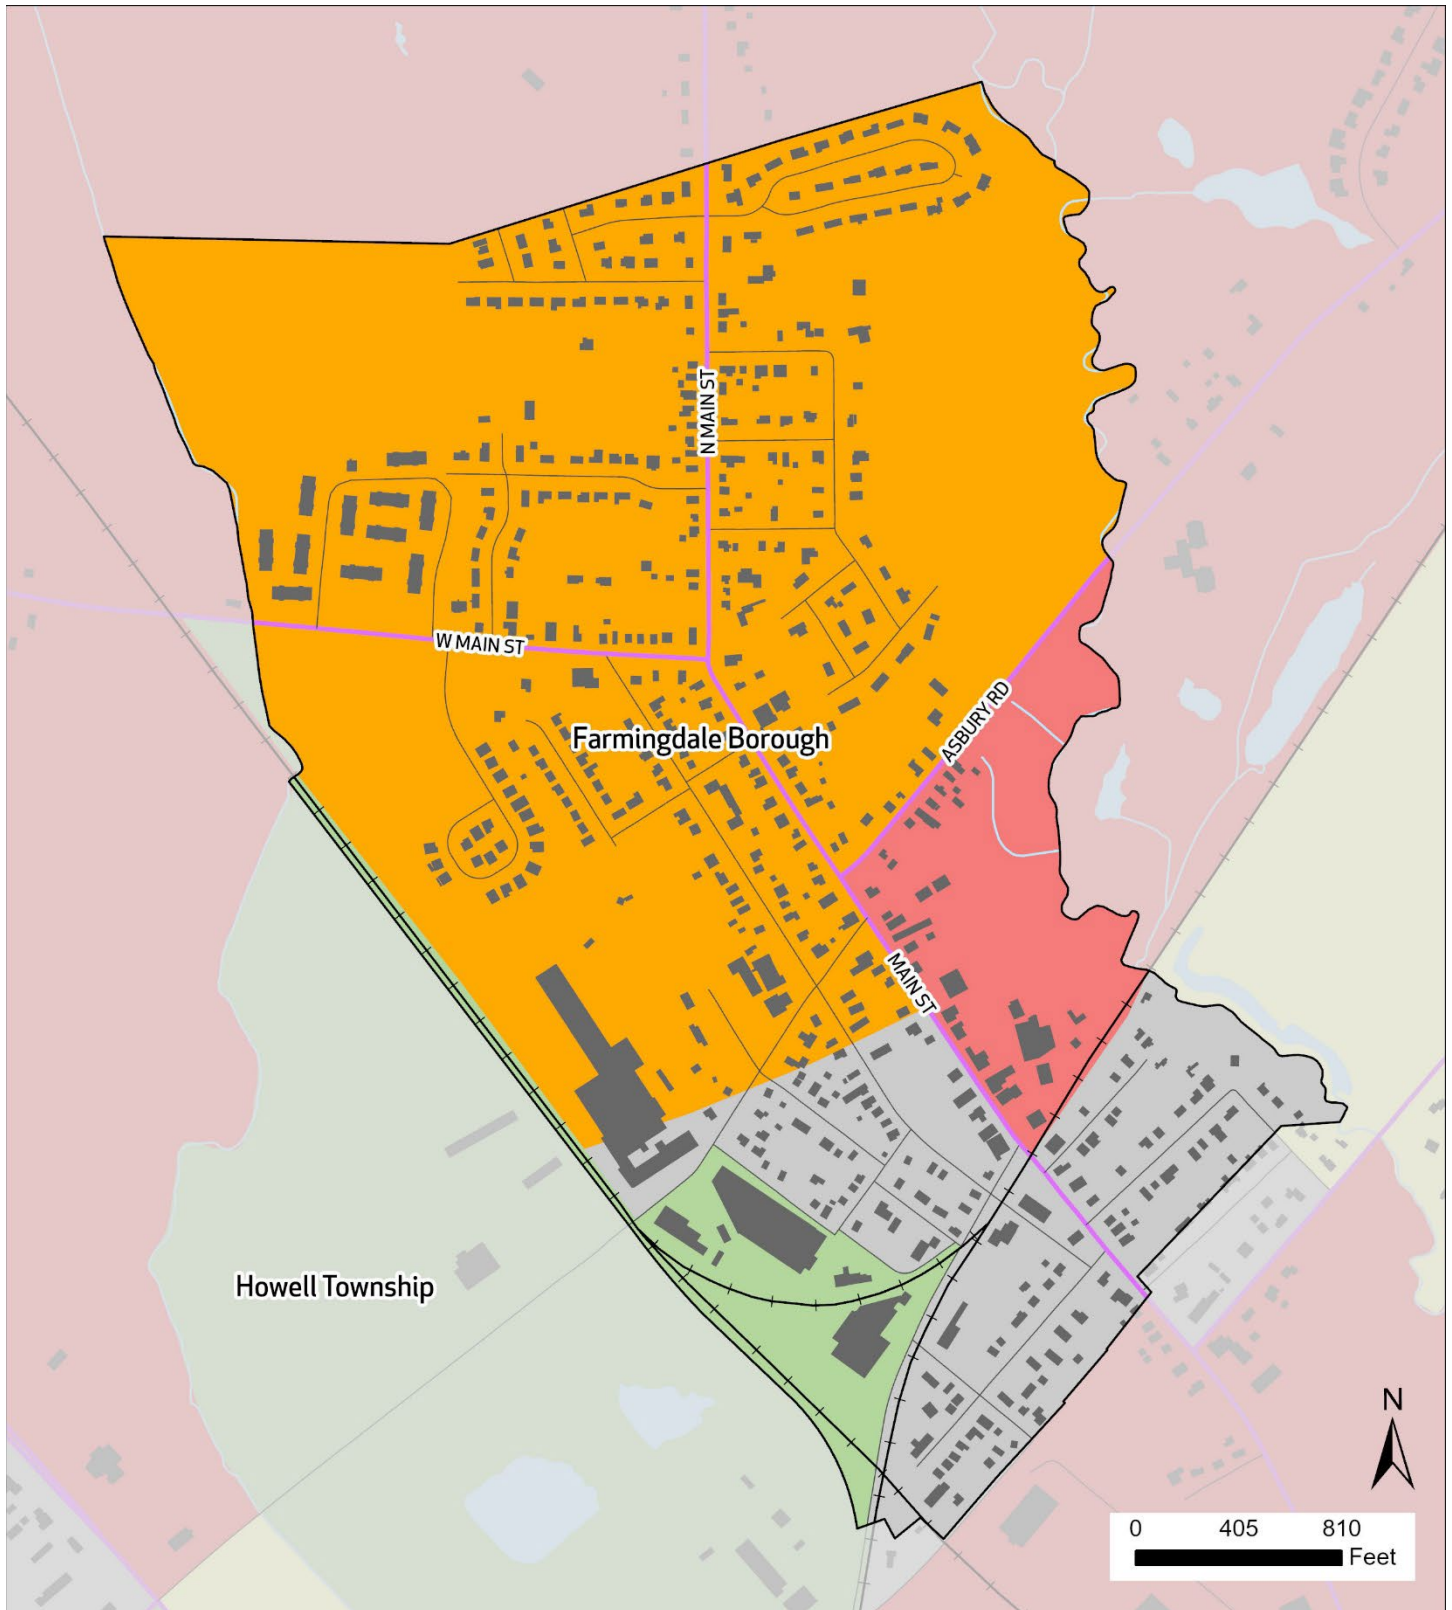 N MAIN ST
W MAIN ST
ASBURY RD
Farmingdale Borough
MAIN ST
Howell Township
N
0 405 810
Feet